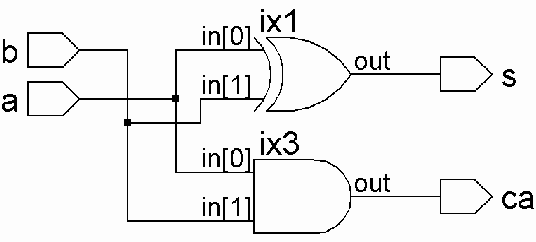 ix1
in[0]
b
out
s
a
in[1]
ix3
in[0]
out
ca
in[1]